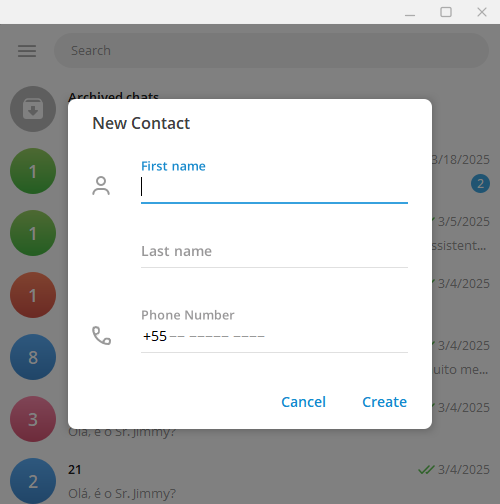 Search
Archived chats
New Contact
3/18/2025
1
First name
2
1
3/5/2025
ssistent...
Last name
1
3/4/2025
Phone Number
+55 -- ----- ----
8
3/4/2025
uito me...
Cancel
Create
3
3/4/2025
Olá, é o Sr. Jimmy?
2
21
3/4/2025
Olá, é o Sr. Jimmy?